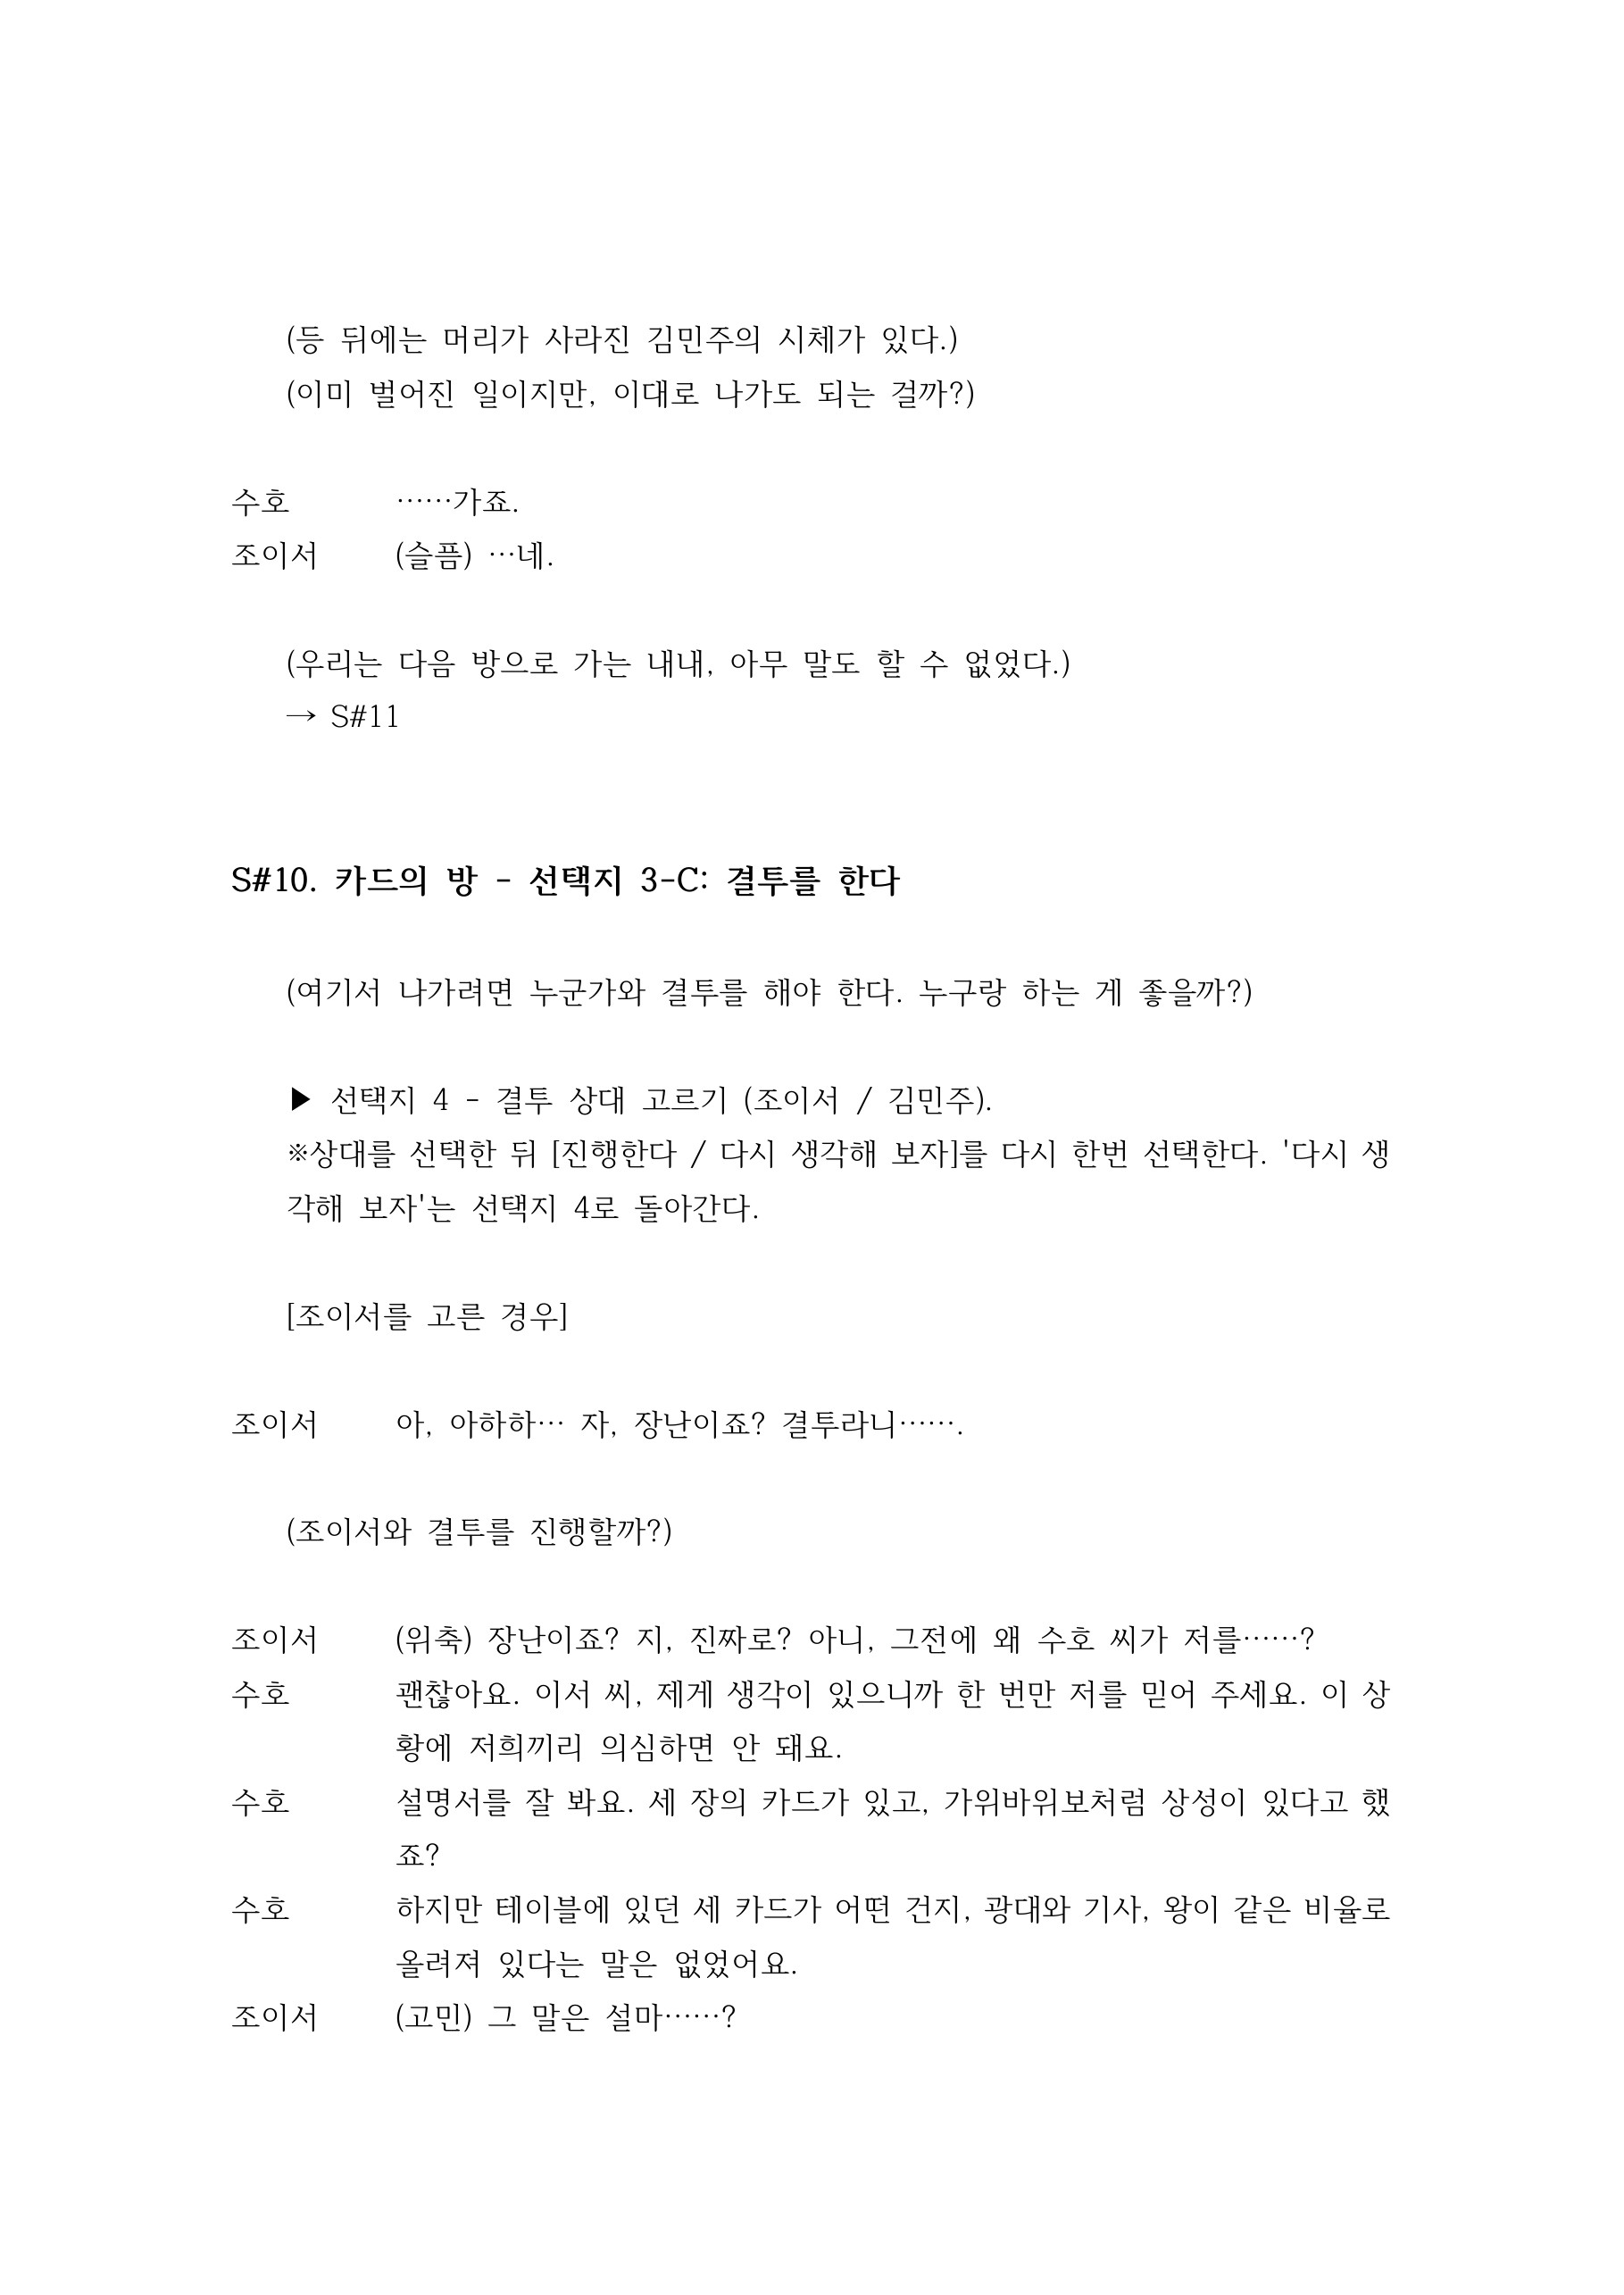 (등 뒤에는 머리가 사라진 김민주의 시체가 있다.)
(이미 벌어진 일이지만, 이대로 나가도 되는 걸까?)
수호 ……가죠.
조이서 (슬픔) …네.
(우리는 다음 방으로 가는 내내, 아무 말도 할 수 없었다.)
→ S#11
S#10. 카드의 방 - 선택지 3-C: 결투를 한다
(여기서 나가려면 누군가와 결투를 해야 한다. 누구랑 하는 게 좋을까?)
▶ 선택지 4 - 결투 상대 고르기 (조이서 / 김민주).
※상대를 선택한 뒤 [진행한다 / 다시 생각해 보자]를 다시 한번 선택한다. '다시 생
각해 보자'는 선택지 4로 돌아간다.
[조이서를 고른 경우]
조이서 아, 아하하… 자, 장난이죠? 결투라니…….
(조이서와 결투를 진행할까?)
조이서 (위축) 장난이죠? 지, 진짜로? 아니, 그전에 왜 수호 씨가 저를……?
수호 괜찮아요. 이서 씨, 제게 생각이 있으니까 한 번만 저를 믿어 주세요. 이 상
황에 저희끼리 의심하면 안 돼요.
수호 설명서를 잘 봐요. 세 장의 카드가 있고, 가위바위보처럼 상성이 있다고 했
죠?
수호 하지만 테이블에 있던 세 카드가 어떤 건지, 광대와 기사, 왕이 같은 비율로
올려져 있다는 말은 없었어요.
조이서 (고민) 그 말은 설마……?